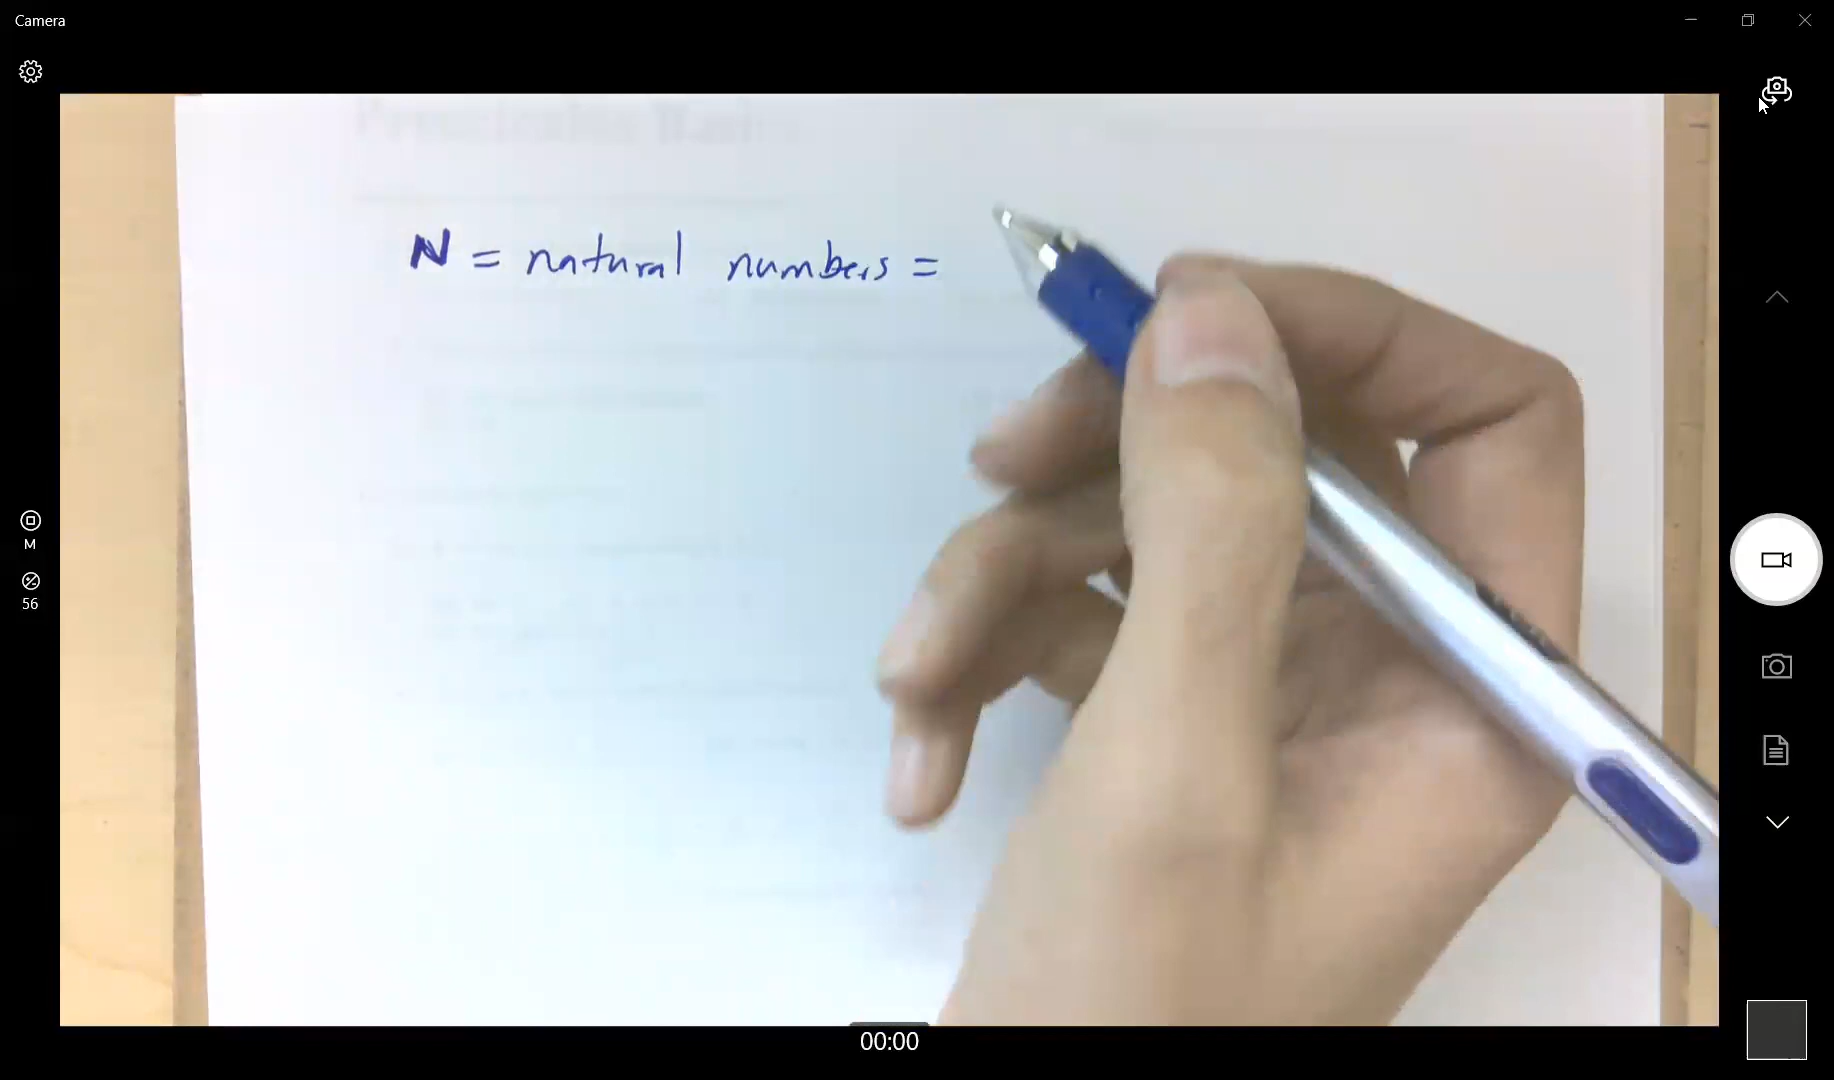 Camera
N = natural numbers =
M
56
00:00